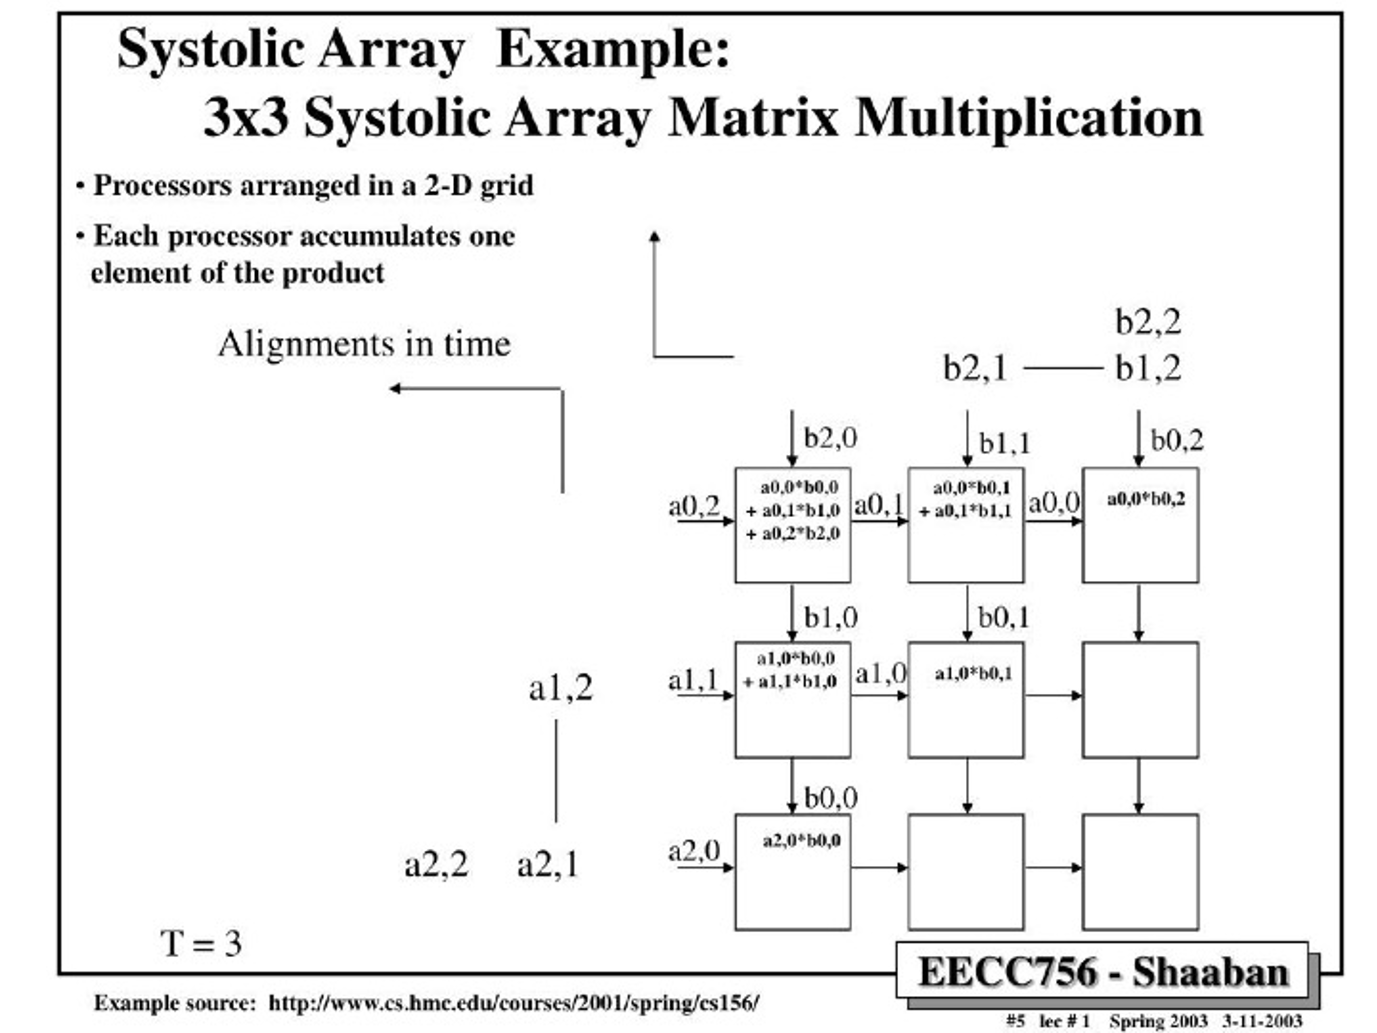 Systolic Array Example:
3x3 Systolic Array Matrix Multiplication
• Processors arranged in a 2-D grid
• Each processor accumulates one
element of the product
Alignments in time
b2,2
b2,1 b1,2
b2,0 b1,1 b0,2
a0,2 a0,0*b0,0 a0,1 a0,0*b0,1 a0,0 a0,0*b0,2
+ a0,1*b1,0 + a0,1*b1,1
+ a0,2*b2,0
b1,0 b0,1
a1,2 a1,1 a1,0*b0,0 a1,0 a1,0*b0,1
+ a1,1*b1,0
b0,0
a2,2 a2,1 a2,0 a2,0*b0,0
T = 3
EECC756 - Shaaban
Example source: http://www.cs.hmc.edu/courses/2001/spring/cs156/
#5 lec # 1 Spring 2003 3-11-2003